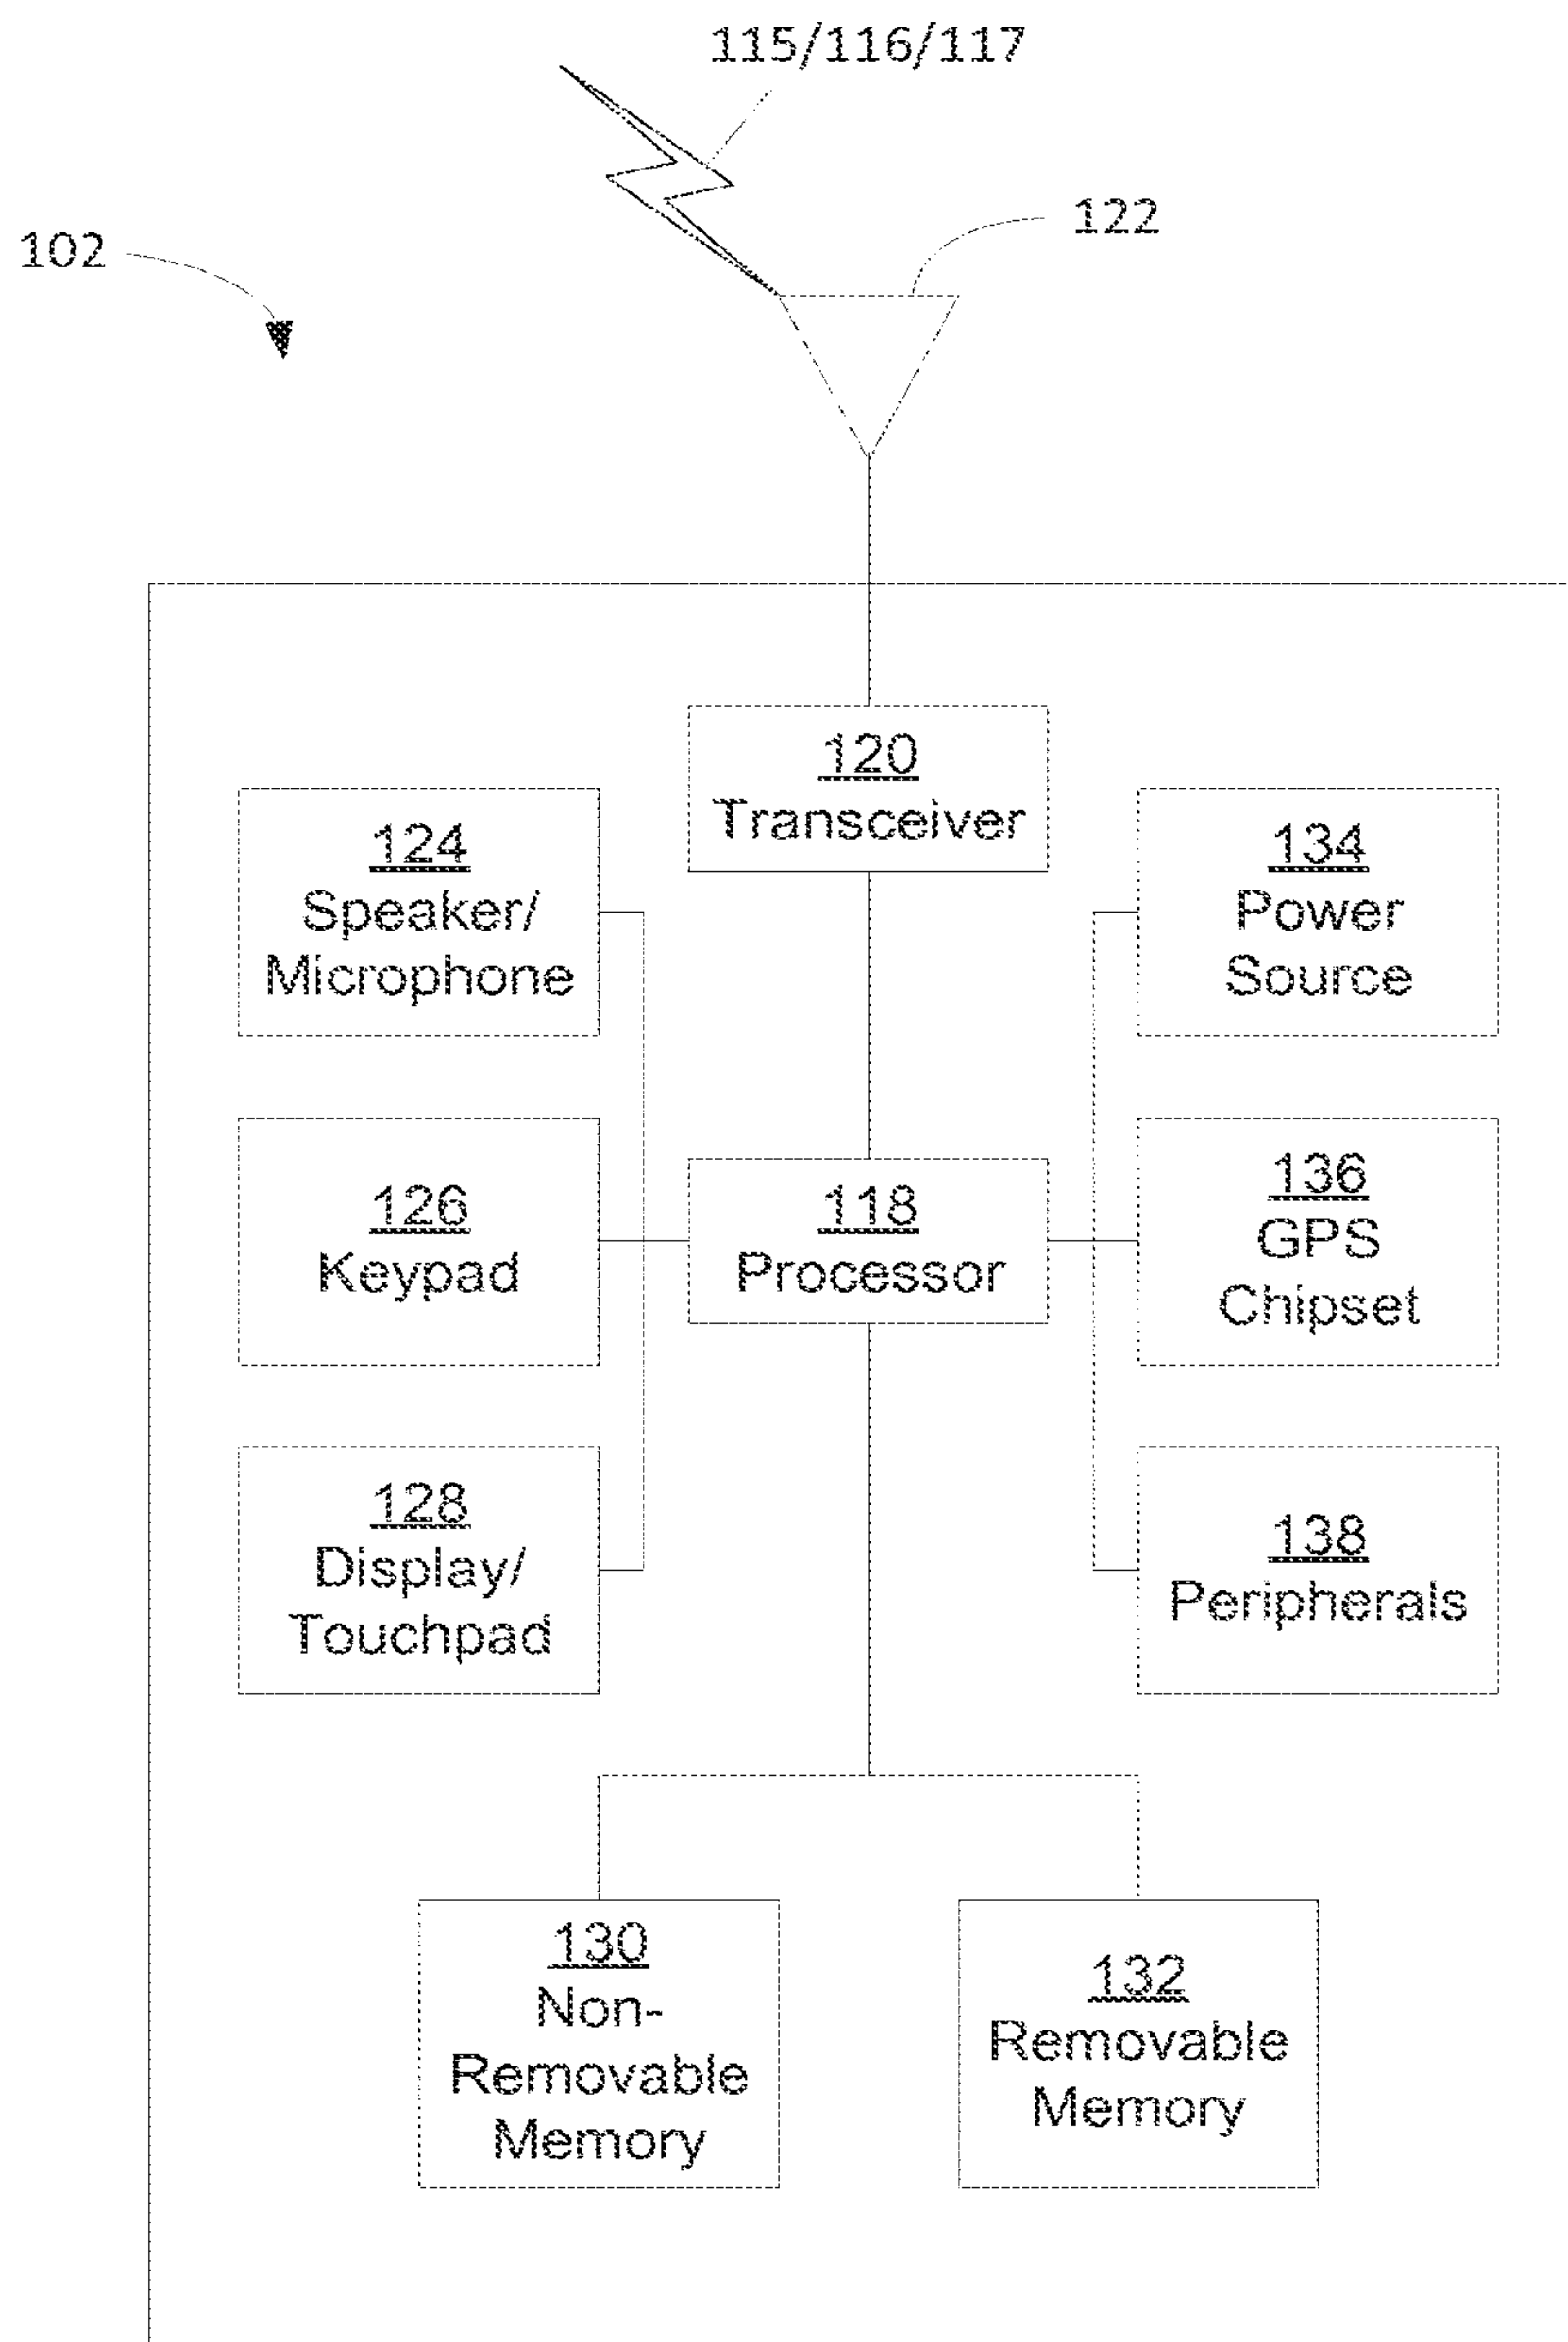 115/116/117
122
102
120
Transceiver
124
Speaker/
Microphone
134
Power
Source
126
Keypad
118
Processor
136
GPS
Chipset
128
Display/
Touchpad
138
Peripherals
130
Non-
Removable
Memory
132
Removable
Memory